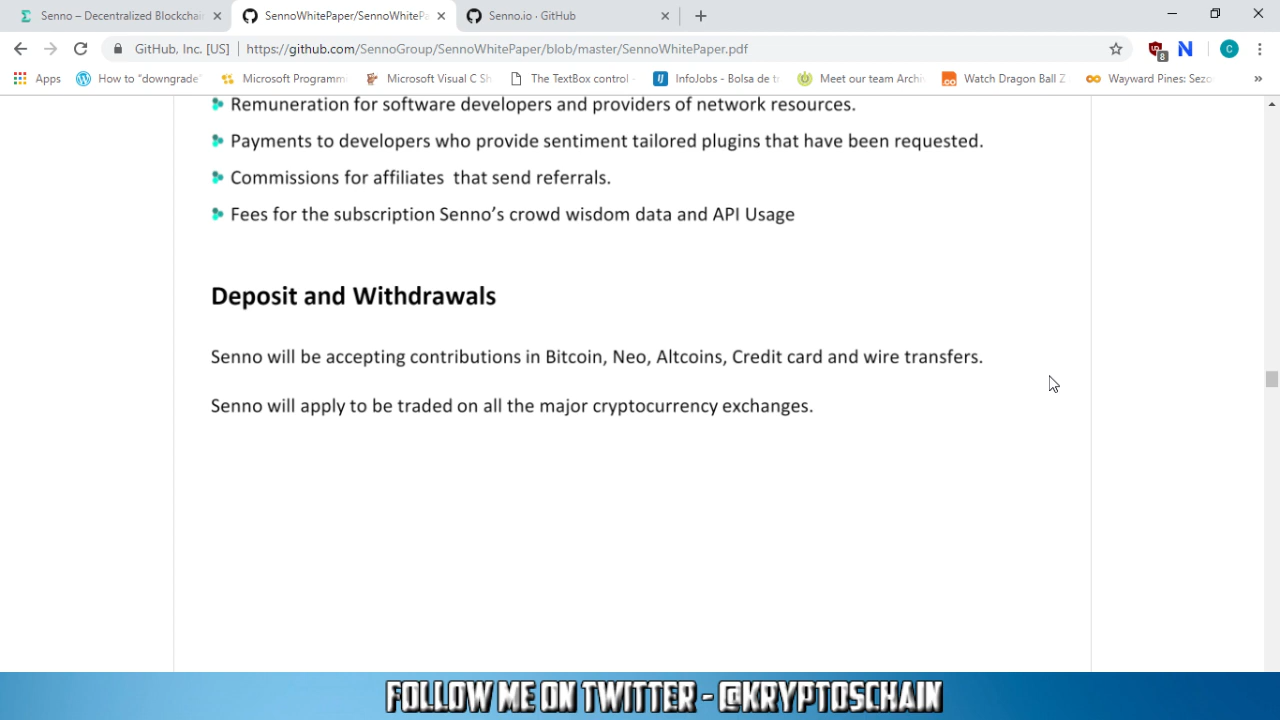 Senno – Decentralized Blockchain
SennoWhitePaper/SennoWhitePa
Senno.io · GitHub
GitHub, Inc. [US]
https://github.com/SennoGroup/SennoWhitePaper/blob/master/SennoWhitePaper.pdf
8
N
C
Apps
How to "downgrade"
Microsoft Programm
Microsoft Visual C Sh
The TextBox control -
InfoJobs - Bolsa de t
Meet our team Archi
Watch Dragon Ball Z
Wayward Pines: Sezo
»
Remuneration for software developers and providers of network resources.
Payments to developers who provide sentiment tailored plugins that have been requested.
Commissions for affiliates that send referrals.
Fees for the subscription Senno's crowd wisdom data and API Usage
Deposit and Withdrawals
Senno will be accepting contributions in Bitcoin, Neo, Altcoins, Credit card and wire transfers.
Senno will apply to be traded on all the major cryptocurrency exchanges.
FOLLOW ME ON TWITTER - @KRYPTOSCHAIN